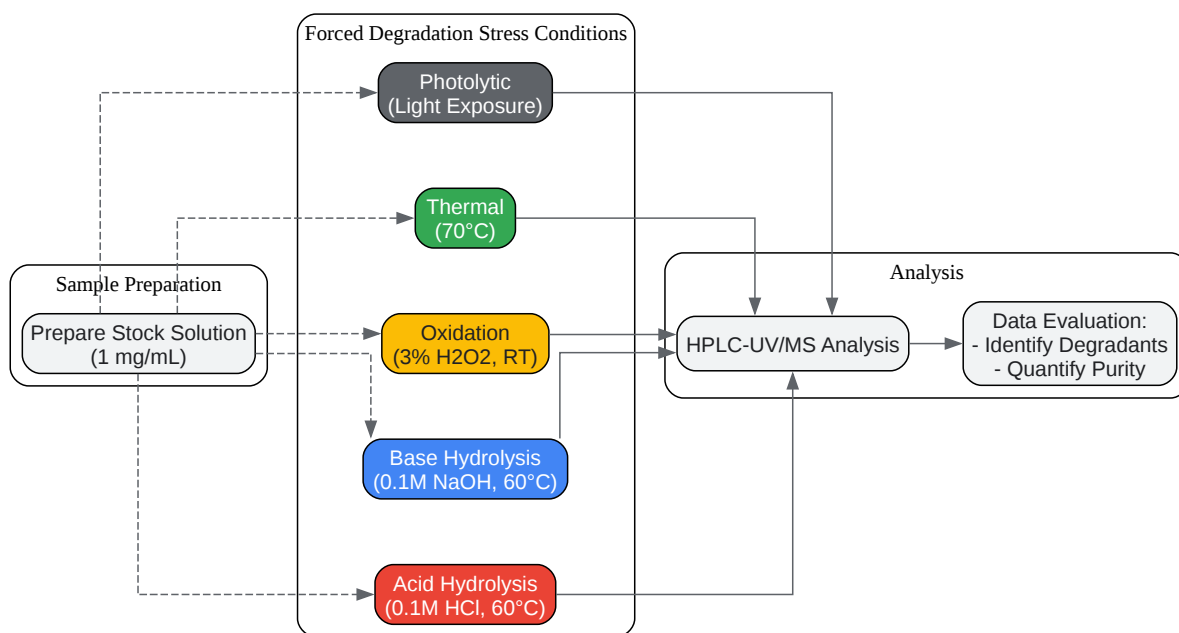 Forced Degradation Stress Conditions
Photolytic
(Light Exposure)
Thermal
(70°C)
Sample Preparation
Prepare Stock Solution
(1 mg/mL)
Oxidation
(3% H2O2, RT)
Base Hydrolysis
(0.1M NaOH, 60°C)
Acid Hydrolysis
(0.1M HCl, 60°C)
Analysis
HPLC-UV/MS Analysis
Data Evaluation:
- Identify Degradants
- Quantify Purity